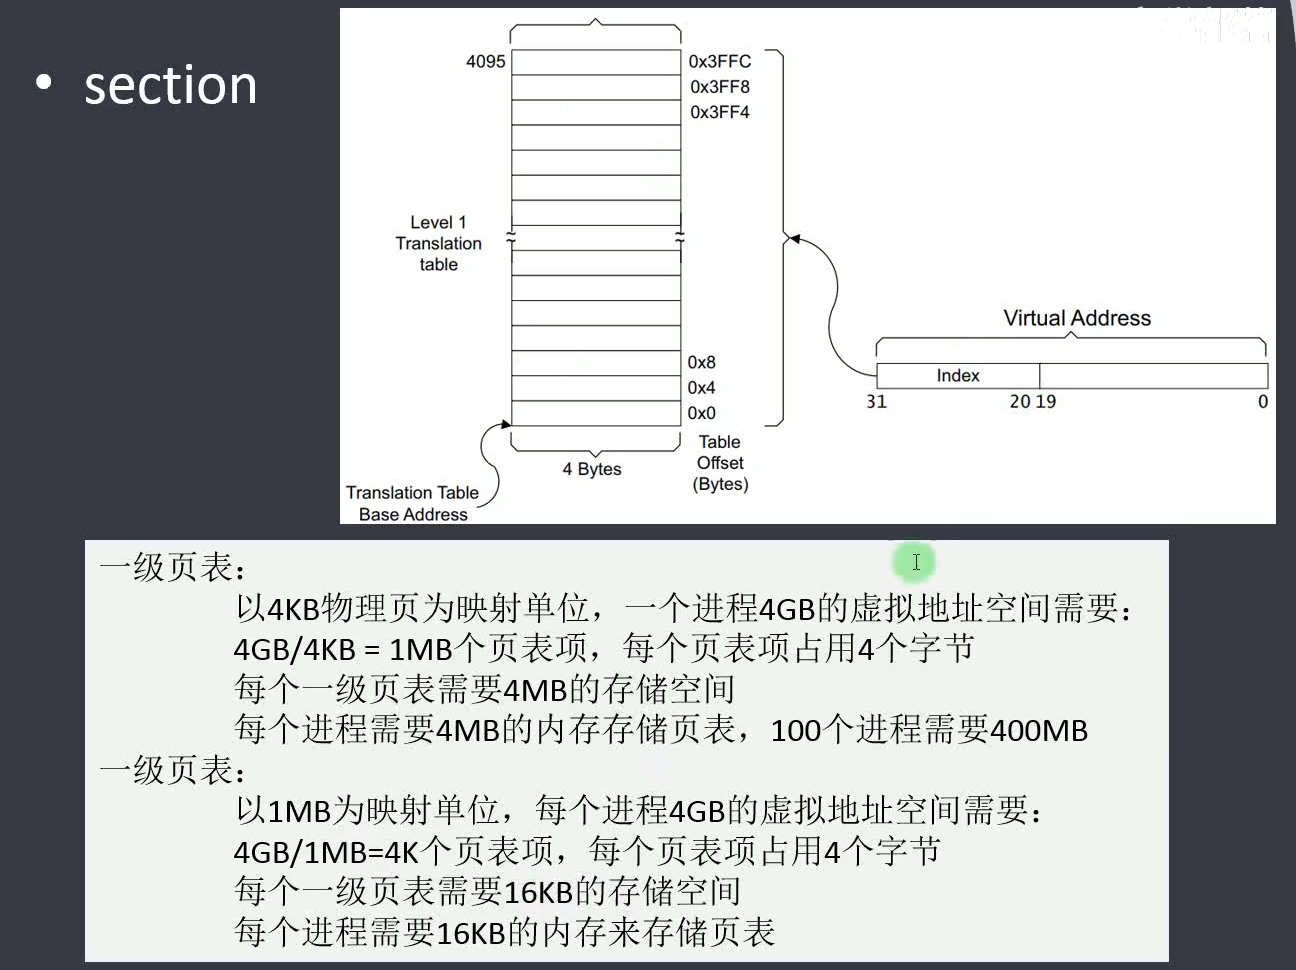 • section
4095
0x3FFC
0x3FF8
0x3FF4
Level 1
Translation
table
Virtual Address
0x8
0x4
0x0
Index
31
20 19
0
4 Bytes
Table
Offset
(Bytes)
Translation Table
Base Address
一级页表：
以4KB物理页为映射单位，一个进程4GB的虚拟地址空间需要：
4GB/4KB = 1MB个页表项，每个页表项占用4个字节
每个一级页表需要4MB的存储空间
每个进程需要4MB的内存存储页表，100个进程需要400MB
一级页表：
以1MB为映射单位，每个进程4GB的虚拟地址空间需要：
4GB/1MB=4K个页表项，每个页表项占用4个字节
每个一级页表需要16KB的存储空间
每个进程需要16KB的内存来存储页表